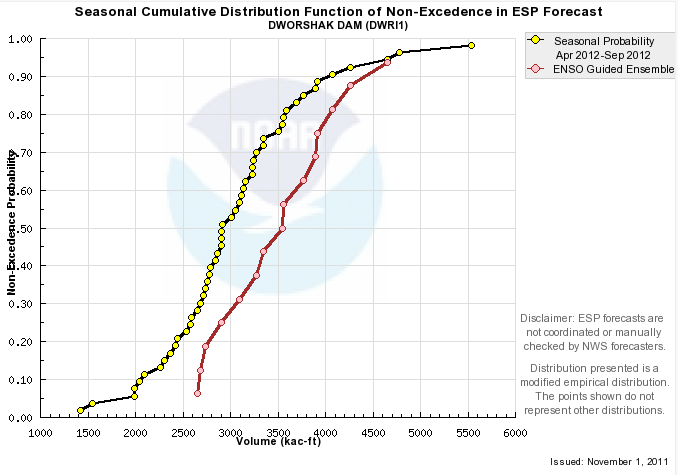 Seasonal Cumulative Distribution Function of Non-Excedence in ESP Forecast
DWORSHAK DAM (DWRI1)
Seasonal Probability
Apr 2012-Sep 2012
ENSO Guided Ensemble
NOAA
Non-Excedence Probability
1.00
0.90
0.80
0.70
0.60
0.50
0.40
0.30
0.20
0.10
0.00
1000 1500 2000 2500 3000 3500 4000 4500 5000 5500 6000
Volume (kac-ft)
Disclaimer: ESP forecasts are
not coordinated or manually
checked by NWS forecasters.
Distribution presented is a
modified empirical distribution.
The points shown do not
represent other distributions.
Issued: November 1, 2011